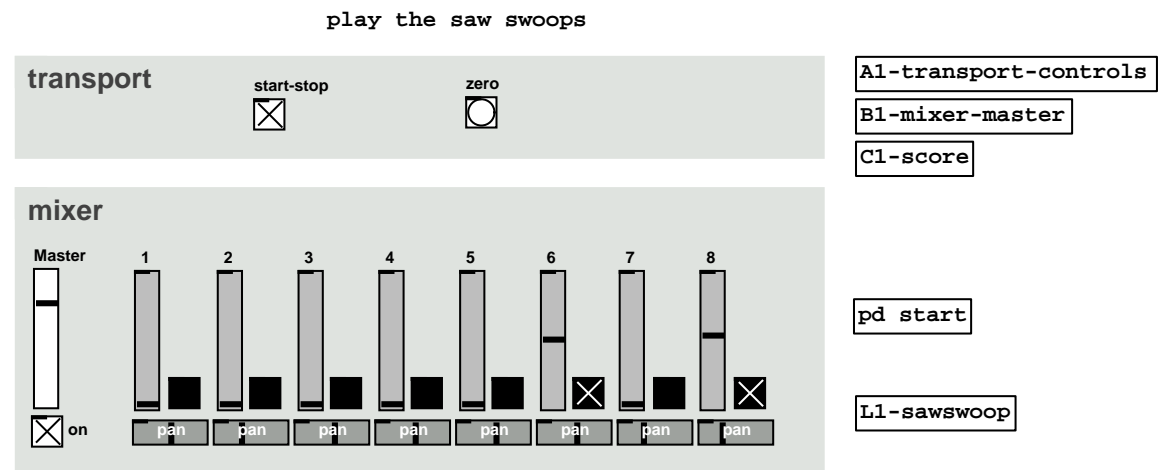 play the saw swoops
transport
start-stop
zero
A1-transport-controls
B1-mixer-master
C1-score
mixer
Master
1 2 3 4 5 6 7 8
pd start
L1-sawswoop
on
pan pan pan pan pan pan pan pan